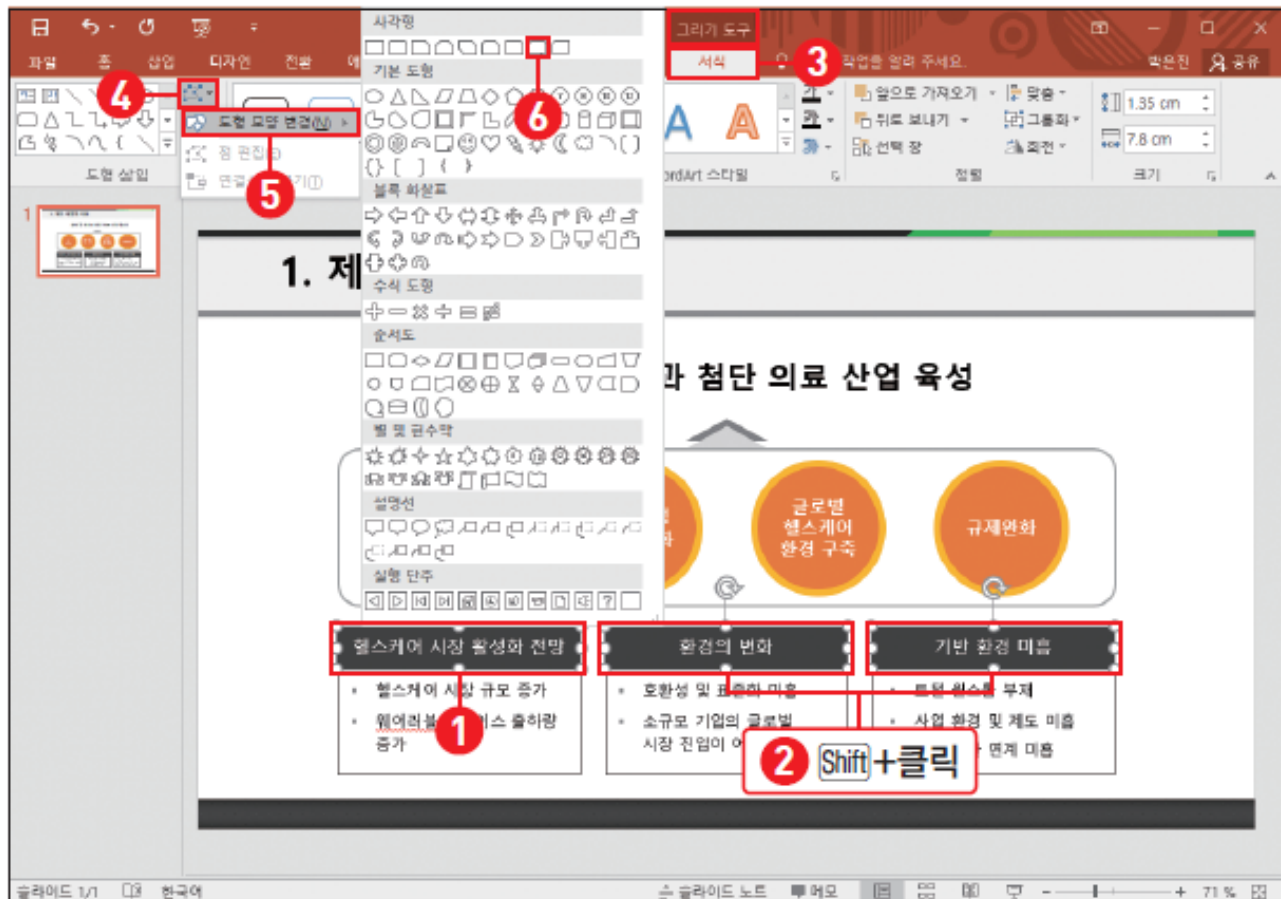 사각형
그리기 도구
파일 홈 삽입 디자인 전환
서식
3
작업을 알려 주세요.
박은진 공유
기본 도형
4
6
앞으로 가져오기 맞춤
1.35 cm
도형 모양 변경(N)
뒤로 보내기 그룹화
7.8 cm
점 편집(E)
선택 창 회전
5
도형 삽입
WordArt 스타일
정렬
크기
블록 화살표
1
1. 제
수식 도형
순서도
과 첨단 의료 산업 육성
별 및 현수막
설명선
글로벌
헬스케어
환경 구축
규제완화
실행 단추
헬스케어 시장 활성화 전망
환경의 변화
기반 환경 미흡
헬스케어 시장 규모 증가
호환성 및 표준화 미흡
부재
1
증가
소규모 기업의 글로벌
시장 진입이 어
사업 환경 및 제도 미흡
연계 미흡
2 Shift+클릭
슬라이드 1/1 한국어
슬라이드 노트 메모
71 %